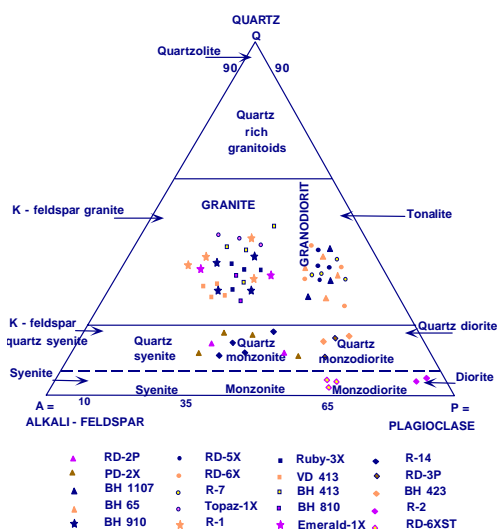 QUARTZ
Q
Quartzolite
90
90
Quartz
rich
granitoids
K - feldspar granite
GRANITE
GRANODIORIT
Tonalite
K - feldspar
quartz syenite
Quartz
syenite
Quartz
monzonite
Quartz
monzodiorite
Quartz diorite
Syenite
Syenite
Monzonite
Monzodiorite
Diorite
A =
10
35
65
P =
ALKALI - FELDSPAR
PLAGIOCLASE
RD-2P
RD-5X
Ruby-3X
R-14
PD-2X
RD-6X
VD 413
RD-3P
BH 1107
R-7
BH 413
BH 423
BH 65
Topaz-1X
BH 810
R-2
BH 910
R-1
Emerald-1X
RD-6XST